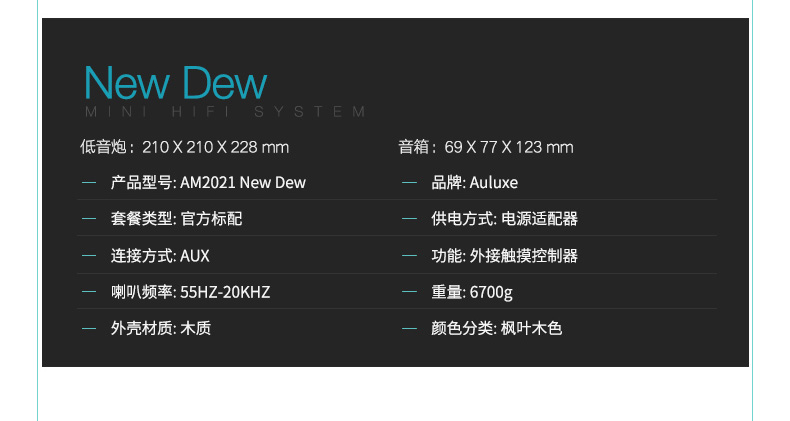 New Dew
MINI HIFI SYSTEM
低音炮：210 X 210 X 228 mm
音箱：69 X 77 X 123 mm
产品型号: AM2021 New Dew
品牌: Auluxe
套餐类型: 官方标配
供电方式: 电源适配器
连接方式: AUX
功能: 外接触摸控制器
喇叭频率: 55HZ-20KHZ
重量: 6700g
外壳材质: 木质
颜色分类: 枫叶木色